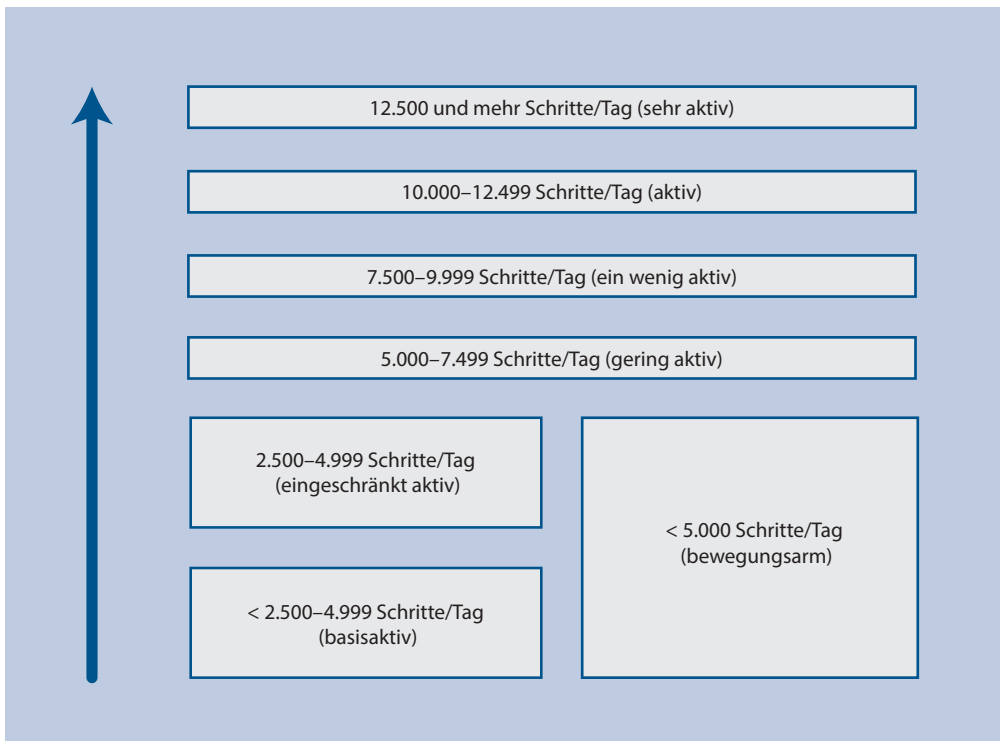 12.500 und mehr Schritte/Tag (sehr aktiv)
10.000–12.499 Schritte/Tag (aktiv)
7.500–9.999 Schritte/Tag (ein wenig aktiv)
5.000–7.499 Schritte/Tag (gering aktiv)
2.500–4.999 Schritte/Tag
(eingeschränkt aktiv)
< 5.000 Schritte/Tag
(bewegungsarm)
< 2.500–4.999 Schritte/Tag
(basisaktiv)